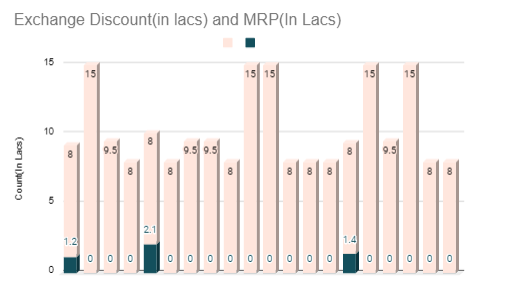 Exchange Discount(in lacs) and MRP(In Lacs)
Count(In Lacs)
15
15 15 15 15 15
10
8
8 9.5 9.5 9.5 8 9.5
8 8 8 8 8 8 8 8
5
2.1
1.2 1.4
0 0 0 0 0 0 0 0 0 0 0 0 0 0 0 0 0
0